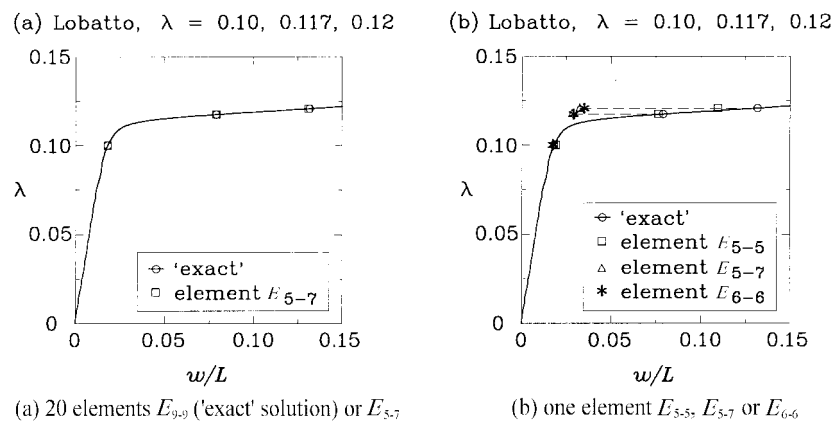 (a) Lobatto, λ = 0.10, 0.117, 0.12
0.15
0.10
λ
0.05
0
0 0.05 0.10 0.15
w/L
'exact'
element E5-7
(a) 20 elements E9-9 ('exact' solution) or E5-7
(b) Lobatto, λ = 0.10, 0.117, 0.12
0.15
0.10
λ
0.05
0
0 0.05 0.10 0.15
w/L
'exact'
element E5-5
element E5-7
element E6-6
(b) one element E5-5, E5-7 or E6-6